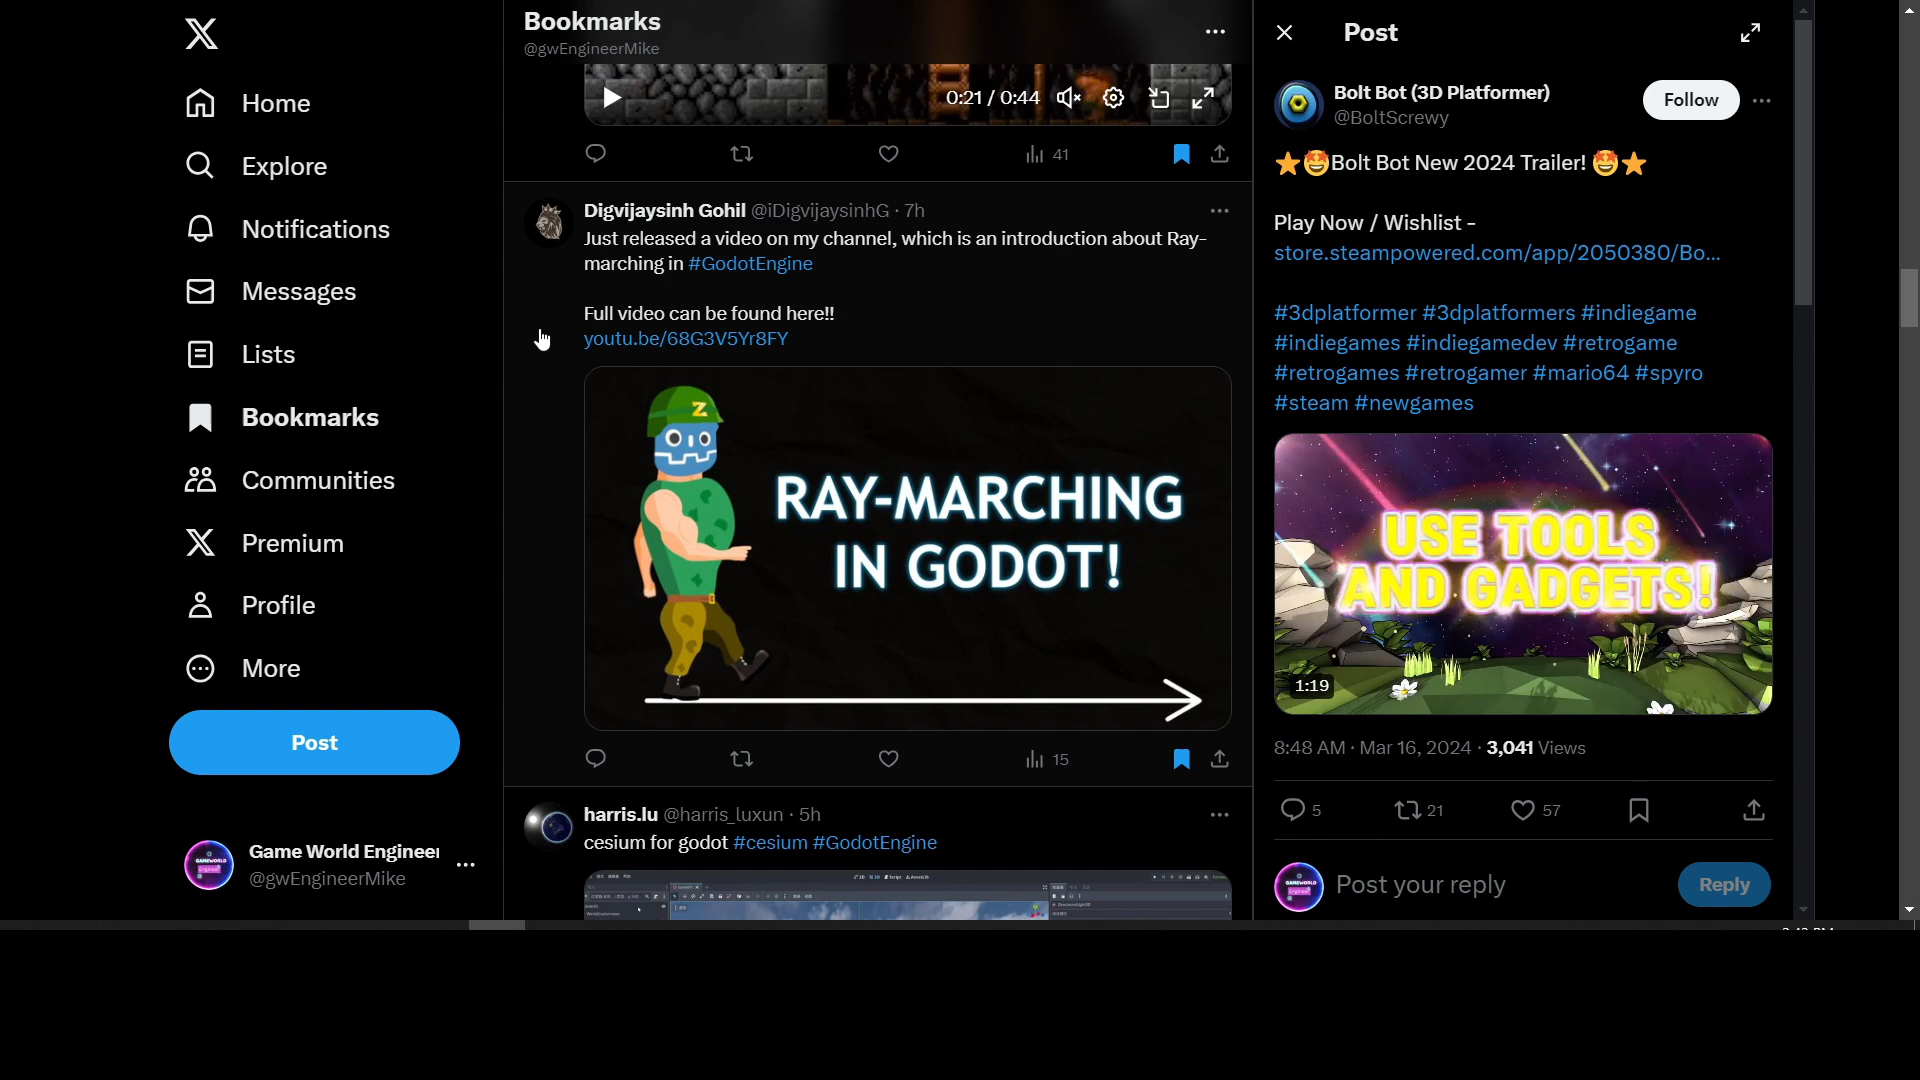 Home
Explore
Notifications
Messages
Lists
Bookmarks
Communities
Premium
Profile
More
Post
Game World Engineer
@gwEngineerMike
Bookmarks
@gwEngineerMike
0:21 / 0:44
41
Digvijaysinh Gohil @iDigvijaysinhG · 7h
Just released a video on my channel, which is an introduction about Ray-
marching in #GodotEngine
Full video can be found here!!
youtu.be/68G3V5Yr8FY
Z
RAY-MARCHING
IN GODOT!
15
harris.lu @harris_luxun · 5h
cesium for godot #cesium #GodotEngine
Post
Bolt Bot (3D Platformer)
@BoltScrewy
Follow
⭐🤩Bolt Bot New 2024 Trailer! 🤩⭐
Play Now / Wishlist -
store.steampowered.com/app/2050380/Bo...
#3dplatformer #3dplatformers #indiegame
#indiegames #indiegamedev #retrogame
#retrogames #retrogamer #mario64 #spyro
#steam #newgames
USE TOOLS
AND GADGETS!
1:19
8:48 AM · Mar 16, 2024 · 3,041 Views
5
21
57
Post your reply
Reply